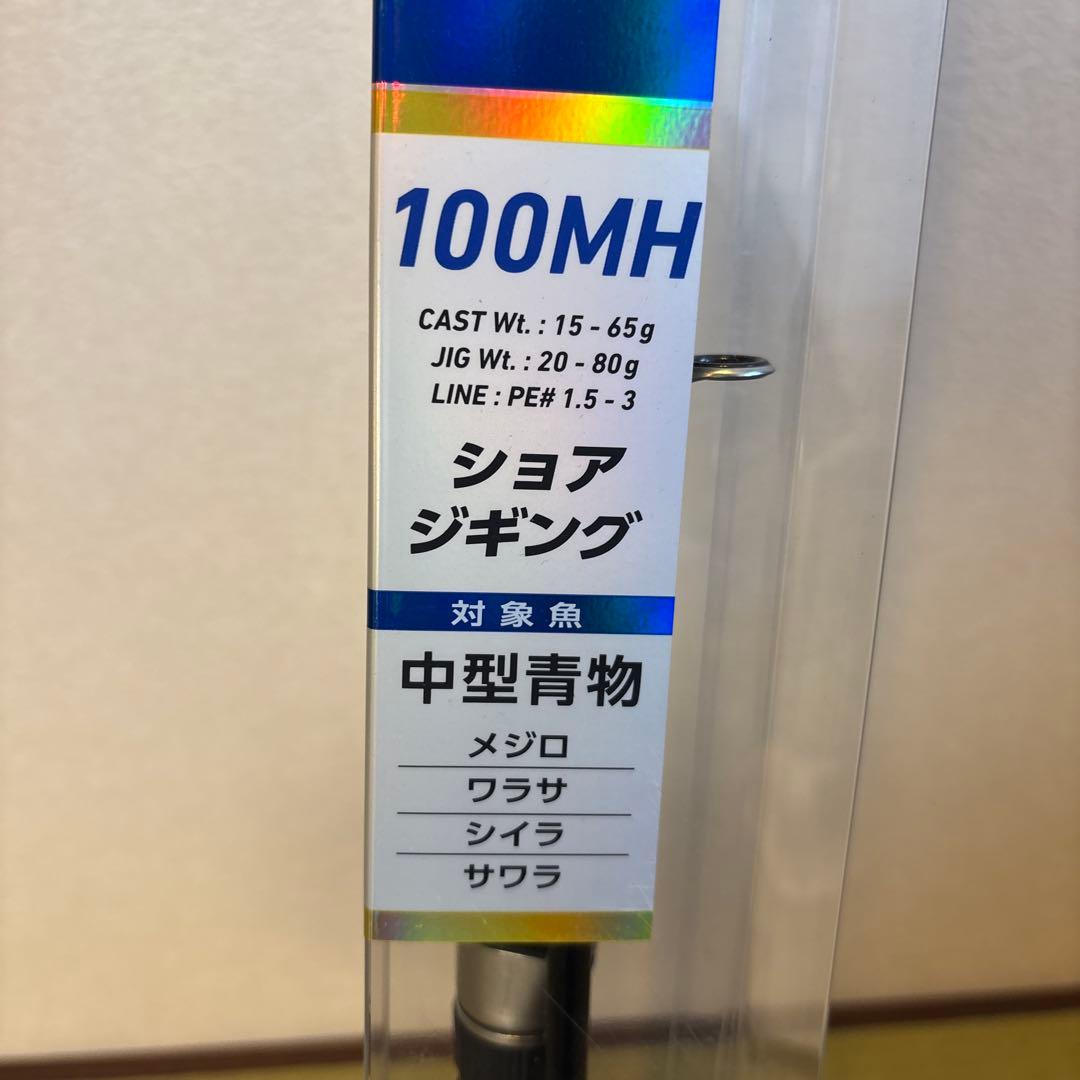 100MH
CAST Wt. : 15 - 65g
JIG Wt. : 20 - 80g
LINE : PE# 1.5 - 3
ショア
ジギング
対象魚
中型青物
メジロ
ワラサ
シイラ
サワラ